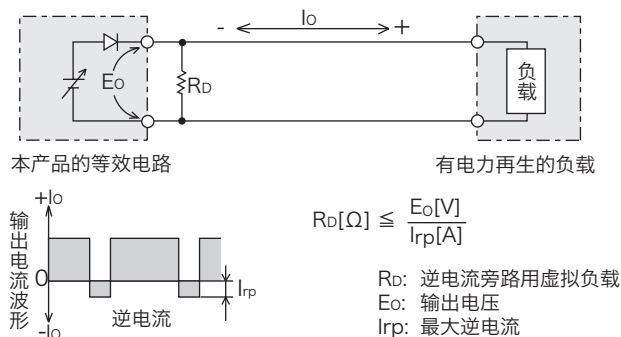 - Io +
Eo
RD
负载
本产品的等效电路
有电力再生的负载
+Io
输出电流波形
0
-Io
Irp
逆电流
RD[Ω] ≦ Eo[V] / Irp[A]
RD: 逆电流旁路用虚拟负载
Eo: 输出电压
Irp: 最大逆电流